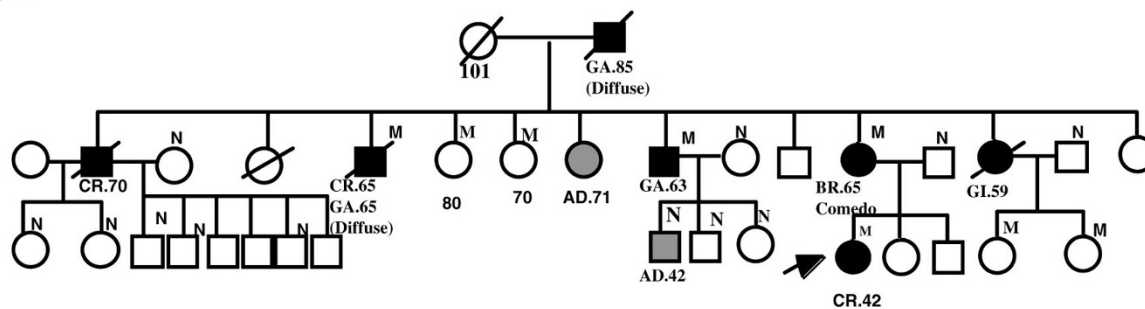 101
GA.85
(Diffuse)
N
M
M
M
M
N
M
N
N
CR.70
CR.65
GA.65
(Diffuse)
80
70
AD.71
GA.63
BR.65
Comedo
GI.59
N
N
N
N
N
N
N
N
M
M
M
AD.42
CR.42